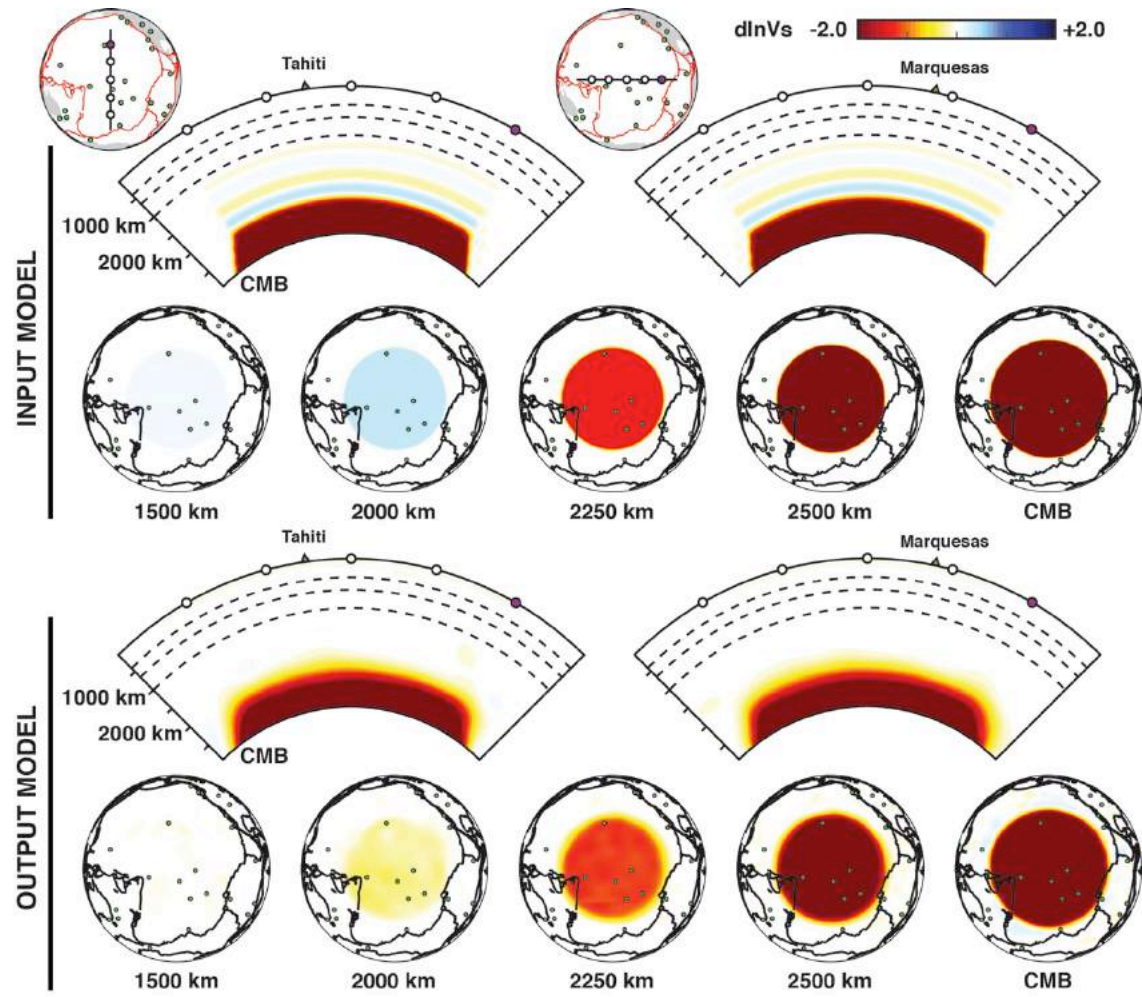 dlnVs -2.0 +2.0
Tahiti
Marquesas
INPUT MODEL
1000 km
2000 km
CMB
1500 km
2000 km
2250 km
2500 km
CMB
Tahiti
Marquesas
OUTPUT MODEL
1000 km
2000 km
CMB
1500 km
2000 km
2250 km
2500 km
CMB